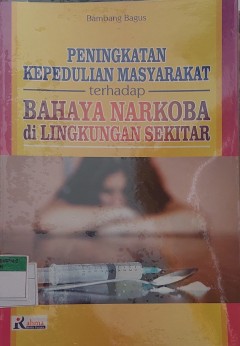 Bambang Bagus
PENINGKATAN
KEPEDULIAN MASYARAKAT
terhadap
BAHAYA NARKOBA
di LINGKUNGAN SEKITAR